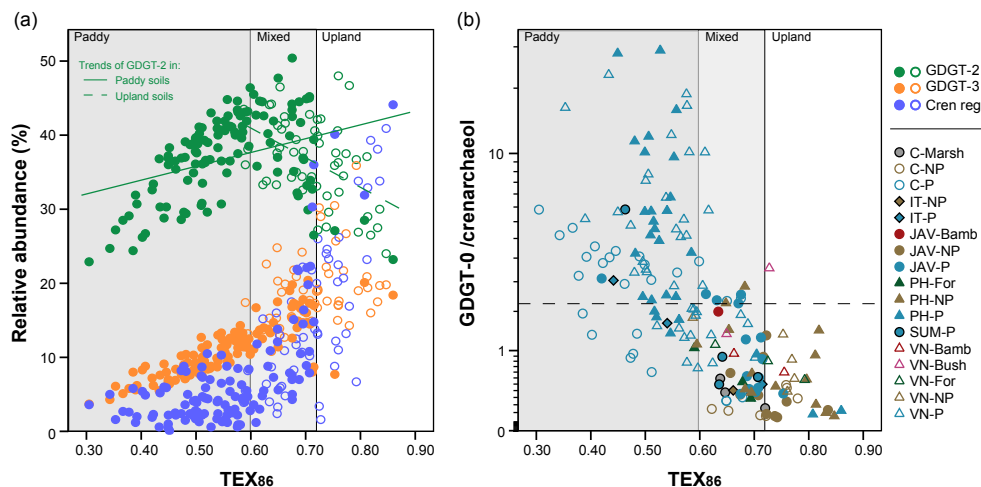 (a)
Paddy
Mixed
Upland
Trends of GDGT-2 in:
Paddy soils
Upland soils
Relative abundance (%)
50
40
30
20
10
0
0.30
0.40
0.50
0.60
0.70
0.80
0.90
TEX86
(b)
Paddy
Mixed
Upland
GDGT-0 /crenarchaeol
10
1
0
0.30
0.40
0.50
0.60
0.70
0.80
0.90
TEX86
GDGT-2
GDGT-3
Cren reg
C-Marsh
C-NP
C-P
IT-NP
IT-P
JAV-Bamb
JAV-NP
JAV-P
PH-For
PH-NP
PH-P
SUM-P
VN-Bamb
VN-Bush
VN-For
VN-NP
VN-P